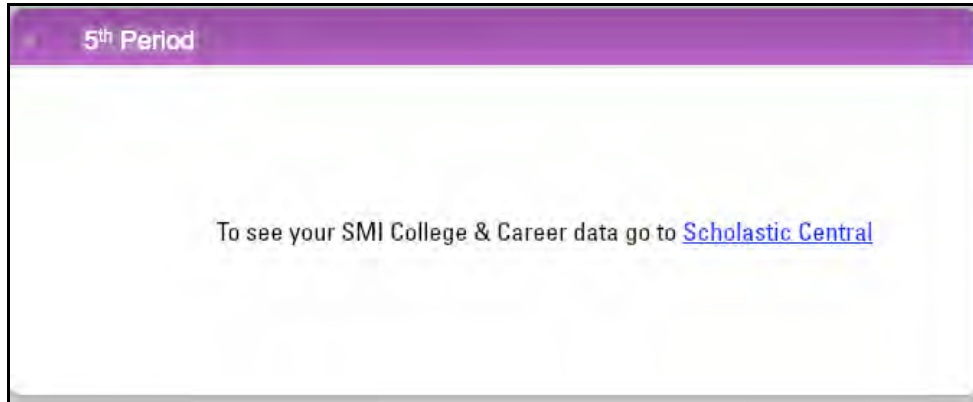 5th Period
To see your SMI College & Career data go to Scholastic Central